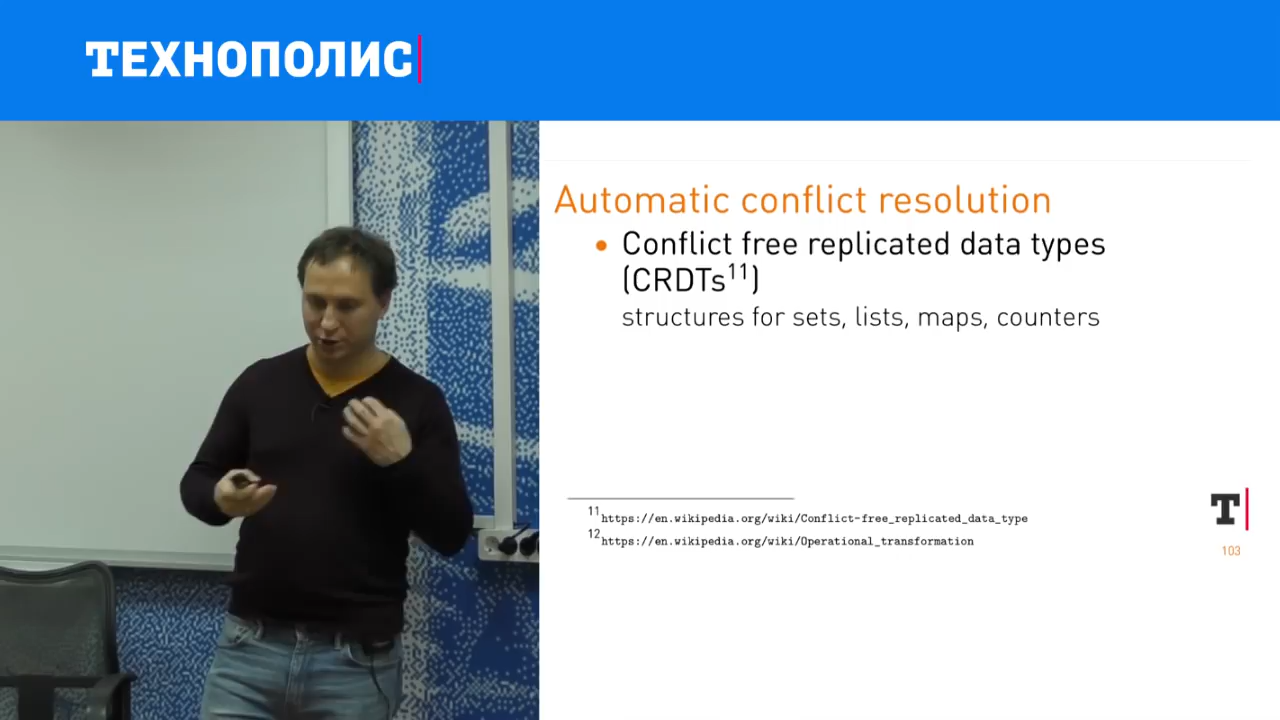 ТЕХНОПОЛИС
Automatic conflict resolution
• Conflict free replicated data types
(CRDTs11)
structures for sets, lists, maps, counters
11https://en.wikipedia.org/wiki/Conflict-free_replicated_data_type
12https://en.wikipedia.org/wiki/Operational_transformation
T
103